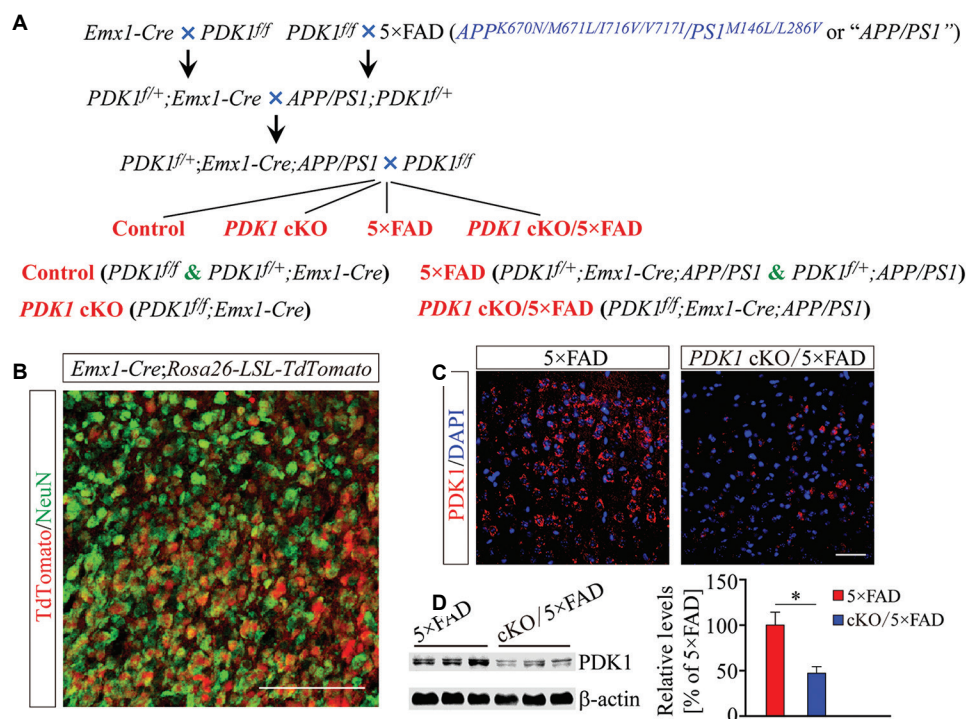 A
Emx1-Cre × PDK1f/f PDK1f/f × 5×FAD (APPK670N/M671L/I716V/V717I/PS1M146L/L286V or “APP/PS1”)
PDK1f/+;Emx1-Cre × APP/PS1;PDK1f/+
PDK1f/+;Emx1-Cre;APP/PS1 × PDK1f/f
Control PDK1 cKO 5×FAD PDK1 cKO/5×FAD
Control (PDK1f/f & PDK1f/+;Emx1-Cre) 5×FAD (PDK1f/+;Emx1-Cre;APP/PS1 & PDK1f/+;APP/PS1)
PDK1 cKO (PDK1f/f;Emx1-Cre) PDK1 cKO/5×FAD (PDK1f/f;Emx1-Cre;APP/PS1)
B
Emx1-Cre;Rosa26-LSL-TdTomato
TdTomato/NeuN
C
5×FAD
PDK1 cKO/5×FAD
PDK1/DAPI
D
5×FAD
cKO/5×FAD
PDK1
β-actin
Relative levels
[% of 5×FAD]
150
100
50
0
*
5×FAD
cKO/5×FAD